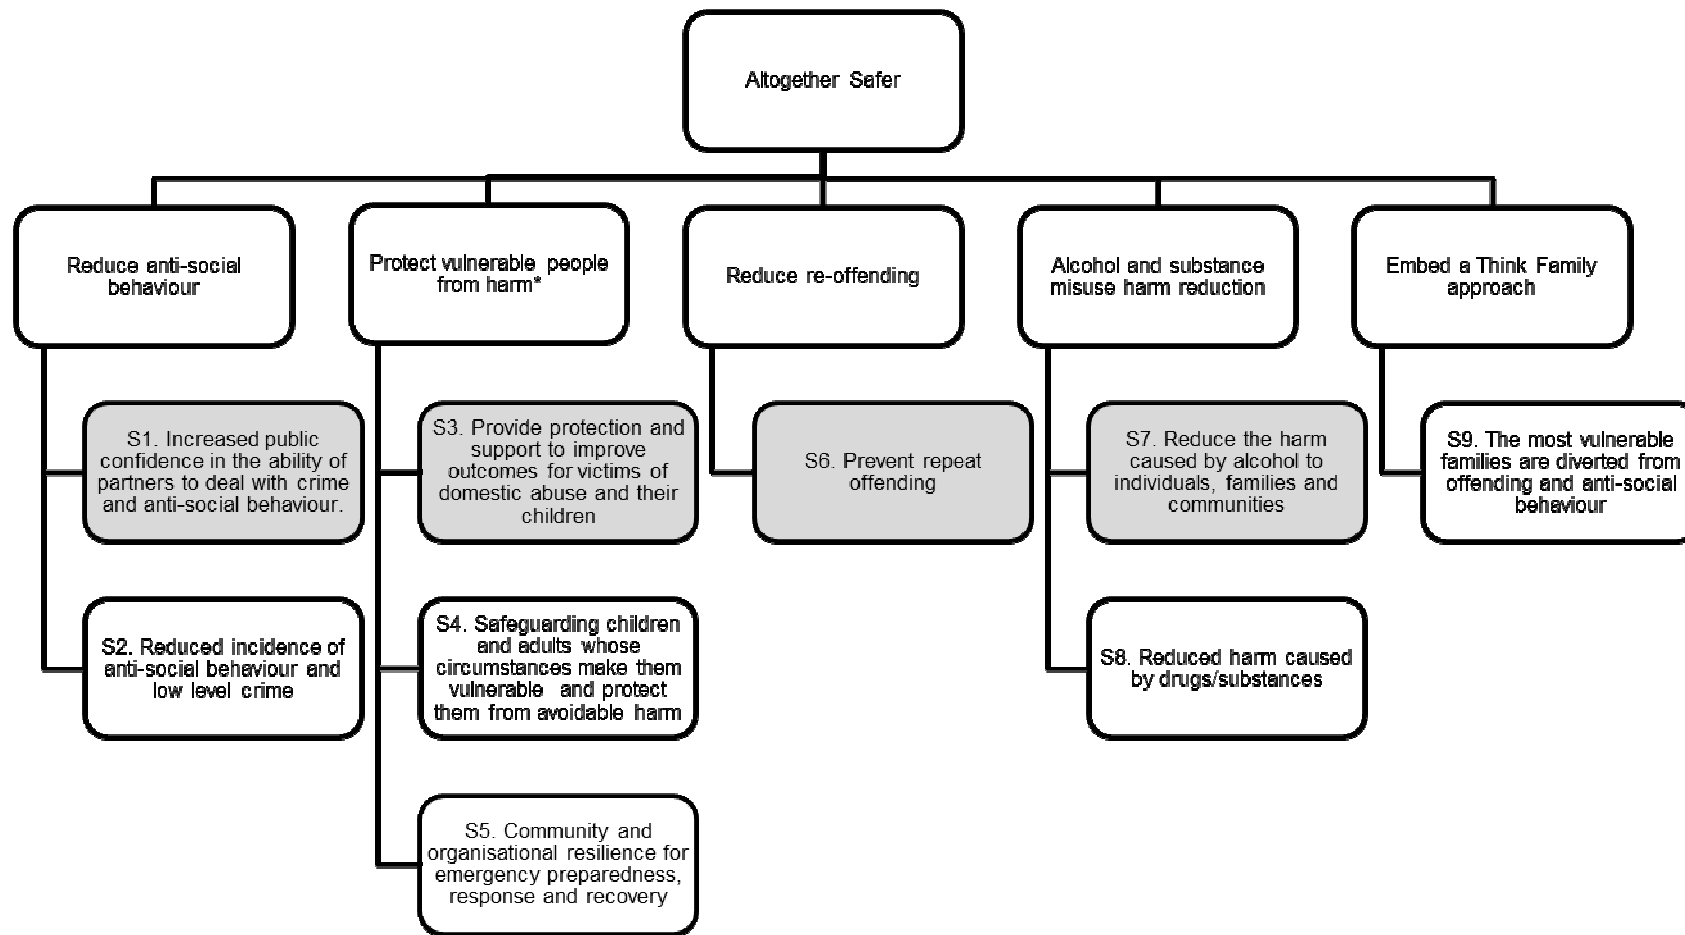 Altogether Safer
Reduce anti-social
behaviour
Protect vulnerable people
from harm*
Reduce re-offending
Alcohol and substance
misuse harm reduction
Embed a Think Family
approach
S1. Increased public
confidence in the ability of
partners to deal with crime
and anti-social behaviour.
S3. Provide protection and
support to improve
outcomes for victims of
domestic abuse and their
children
S6. Prevent repeat
offending
S7. Reduce the harm
caused by alcohol to
individuals, families and
communities
S9. The most vulnerable
families are diverted from
offending and anti-social
behaviour
S2. Reduced incidence of
anti-social behaviour and
low level crime
S4. Safeguarding children
and adults whose
circumstances make them
vulnerable and protect
them from avoidable harm
S8. Reduced harm caused
by drugs/substances
S5. Community and
organisational resilience for
emergency preparedness,
response and recovery